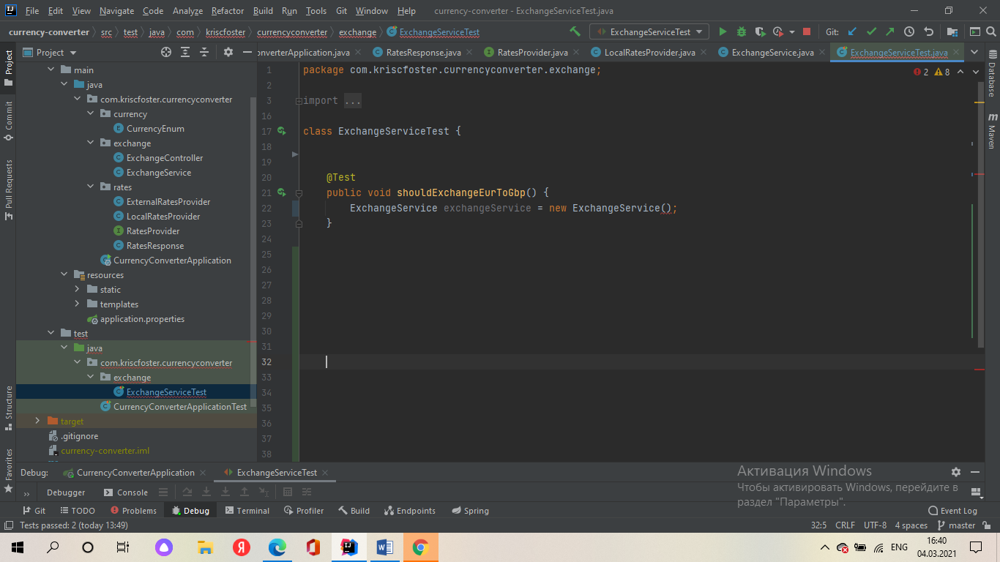 File Edit View Navigate Code Analyze Refactor Build Run Tools Git Window Help currency-converter - ExchangeServiceTest.java
currency-converter src test java com kriscfoster currencyconverter exchange ExchangeServiceTest ExchangeServiceTest Git:
Project onverterApplication.java RatesResponse.java RatesProvider.java LocalRatesProvider.java ExchangeService.java ExchangeServiceTest.java
Project
Commit
Pull Requests
Structure
Favorites
main
java
com.kriscfoster.currencyconverter
currency
CurrencyEnum
exchange
ExchangeController
ExchangeService
rates
ExternalRatesProvider
LocalRatesProvider
RatesProvider
RatesResponse
CurrencyConverterApplication
resources
static
templates
application.properties
test
java
com.kriscfoster.currencyconverter
exchange
ExchangeServiceTest
CurrencyConverterApplicationTest
target
.gitignore
currency-converter.iml
1 package com.kriscfoster.currencyconverter.exchange;
2
3 import ...
16
17 class ExchangeServiceTest {
18
19
20 @Test
21 public void shouldExchangeEurToGbp() {
22 ExchangeService exchangeService = new ExchangeService();
23 }
24
25
26
27
28
29
30
31
32
33
34
35
36
37
38
2 8
Database
Maven
Debug: CurrencyConverterApplication ExchangeServiceTest
Debugger Console
Активация Windows
Чтобы активировать Windows, перейдите в
раздел "Параметры".
Git TODO Problems Debug Terminal Profiler Build Endpoints Spring Event Log
Tests passed: 2 (today 13:49) 32:5 CRLF UTF-8 4 spaces master
ENG 16:40
04.03.2021